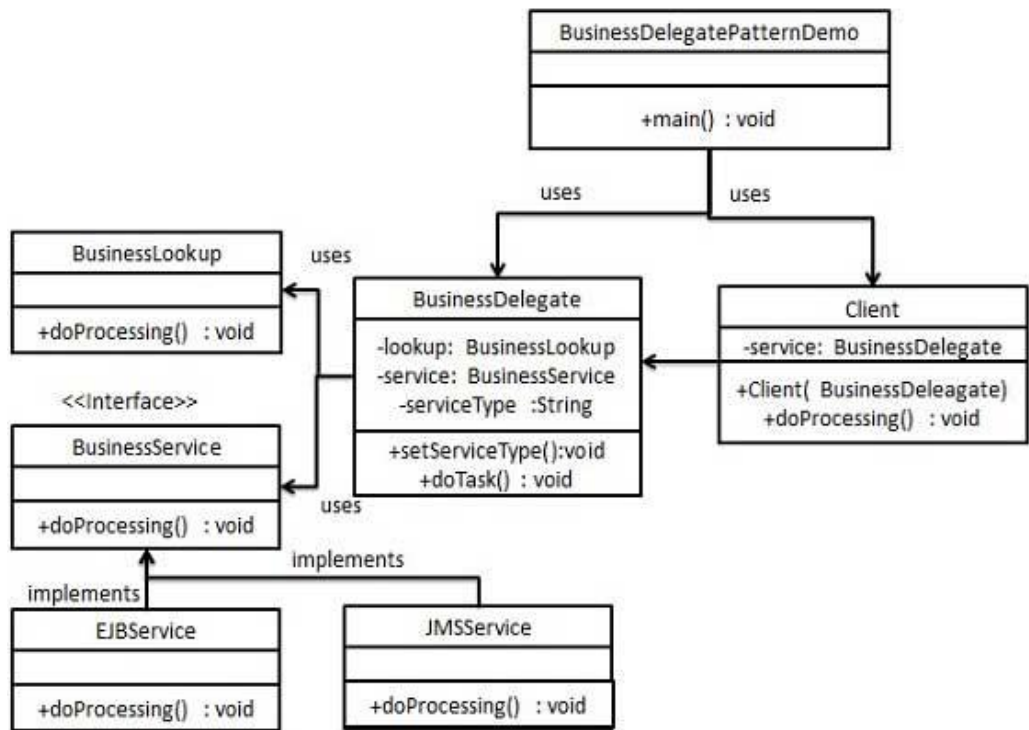 BusinessDelegatePatternDemo
+main() : void
uses
uses
BusinessLookup
+doProcessing() : void
uses
BusinessDelegate
-lookup: BusinessLookup
-service: BusinessService
-serviceType :String
+setServiceType():void
+doTask() : void
Client
-service: BusinessDelegate
+Client( BusinessDeleagate)
+doProcessing() : void
<<Interface>>
BusinessService
+doProcessing() : void
uses
implements
implements
EJBService
+doProcessing() : void
JMSService
+doProcessing() : void